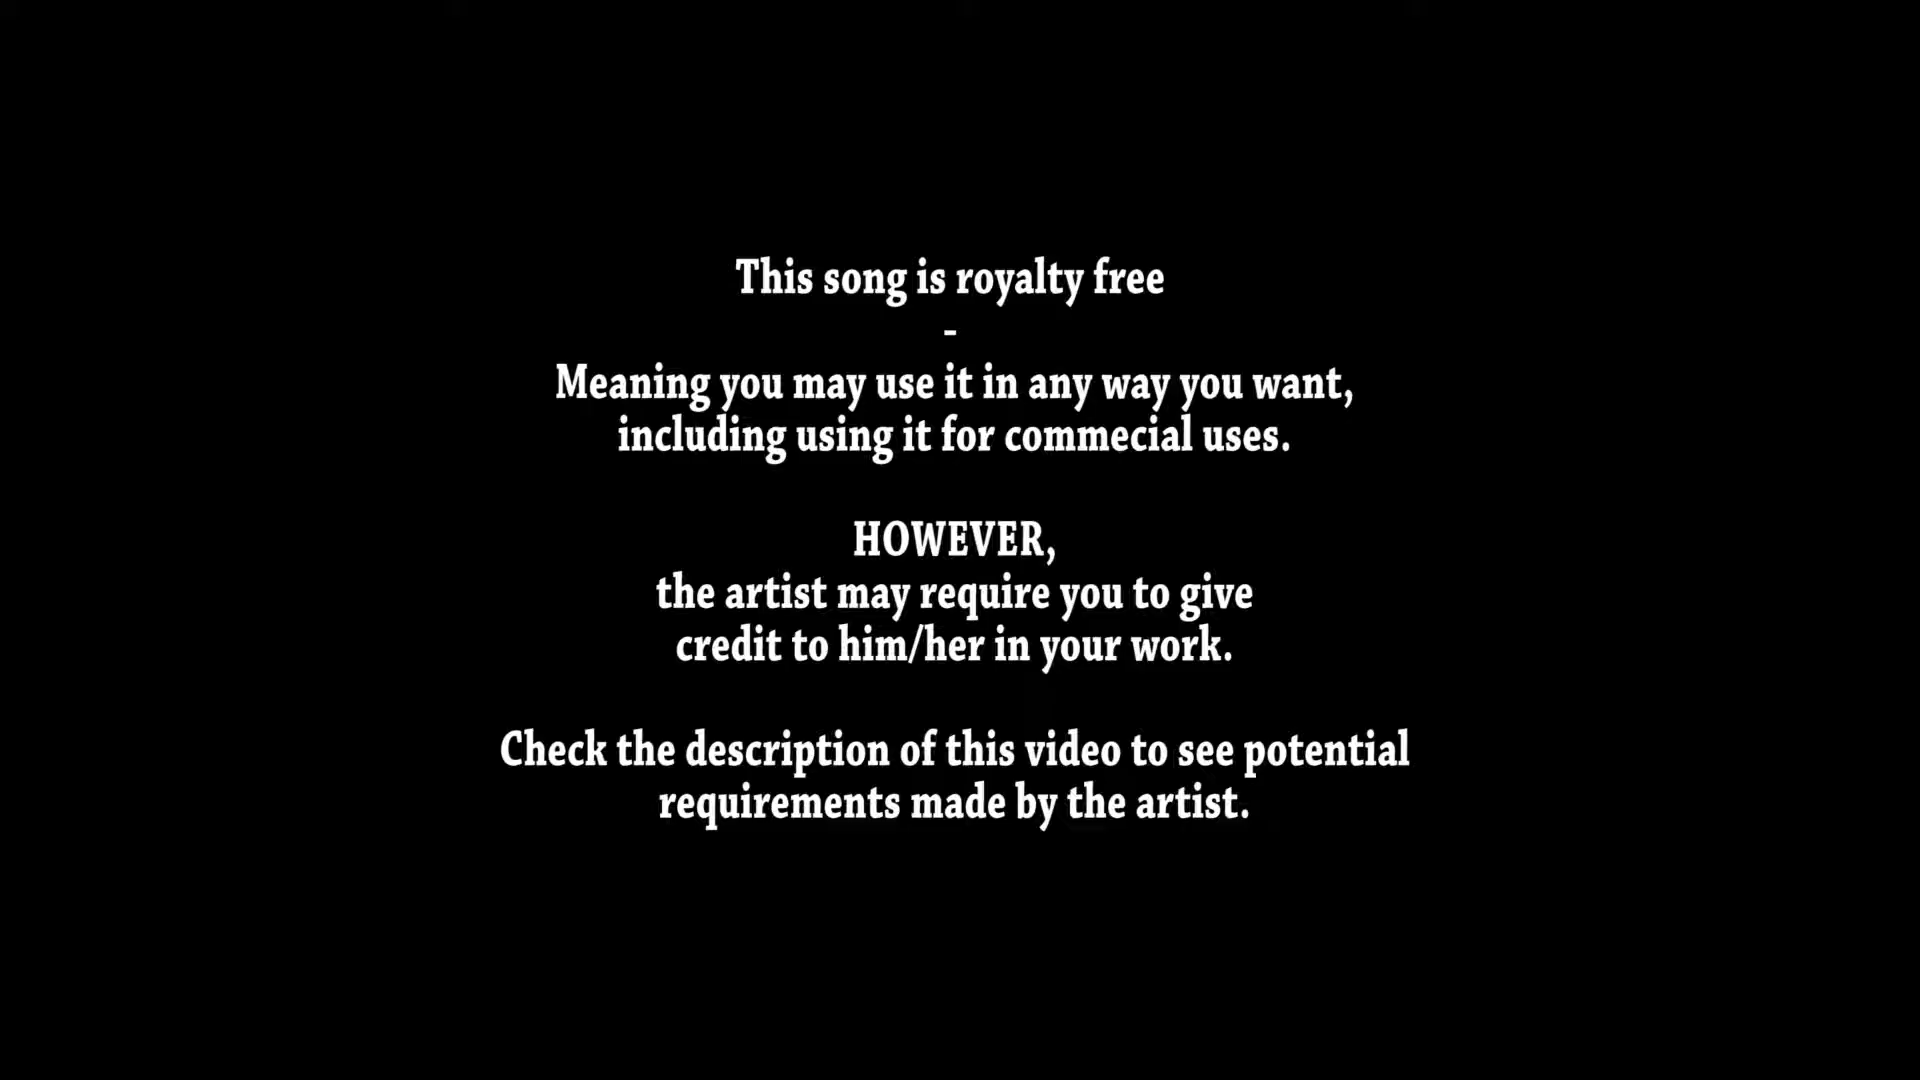 This song is royalty free
-
Meaning you may use it in any way you want,
including using it for commecial uses.
HOWEVER,
the artist may require you to give
credit to him/her in your work.
Check the description of this video to see potential
requirements made by the artist.